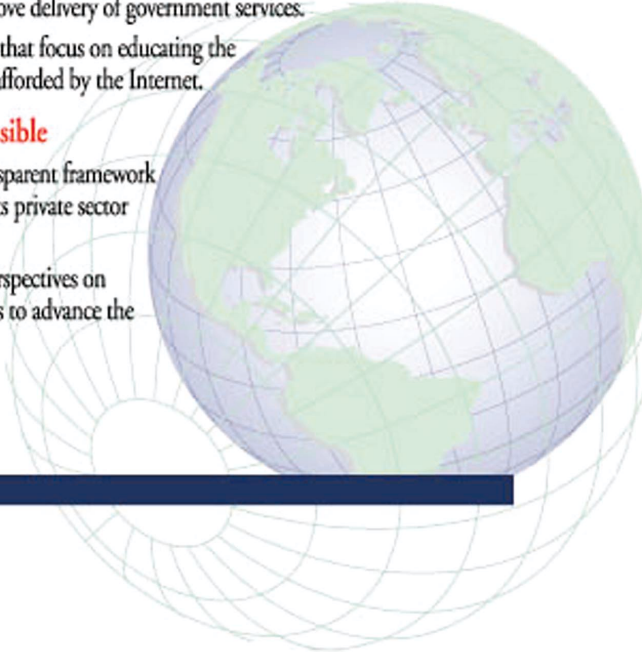 ove delivery of government services.
that focus on educating the
afforded by the Internet.
sible
sparent framework
s private sector
rspectives on
s to advance the